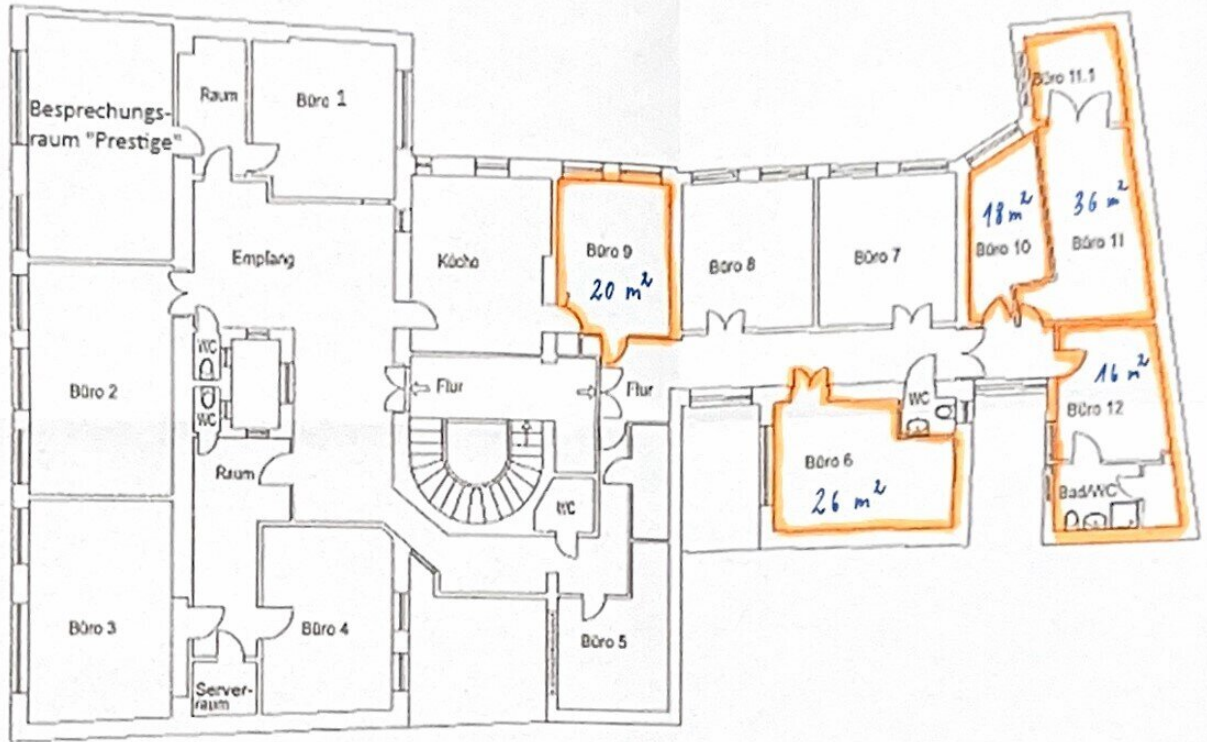 Besprechungs-
raum "Prestige"
Raum
Büro 1
Empfang
Küche
Büro 9
20 m²
Büro 8
Büro 7
18 m²
Büro 10
Büro 11.1
36 m²
Büro 11
Büro 2
WC
WC
Raum
Flur
Flur
WC
Büro 6
26 m²
WC
16 m²
Büro 12
Bad/WC
Büro 3
Server-
raum
Büro 4
Büro 5